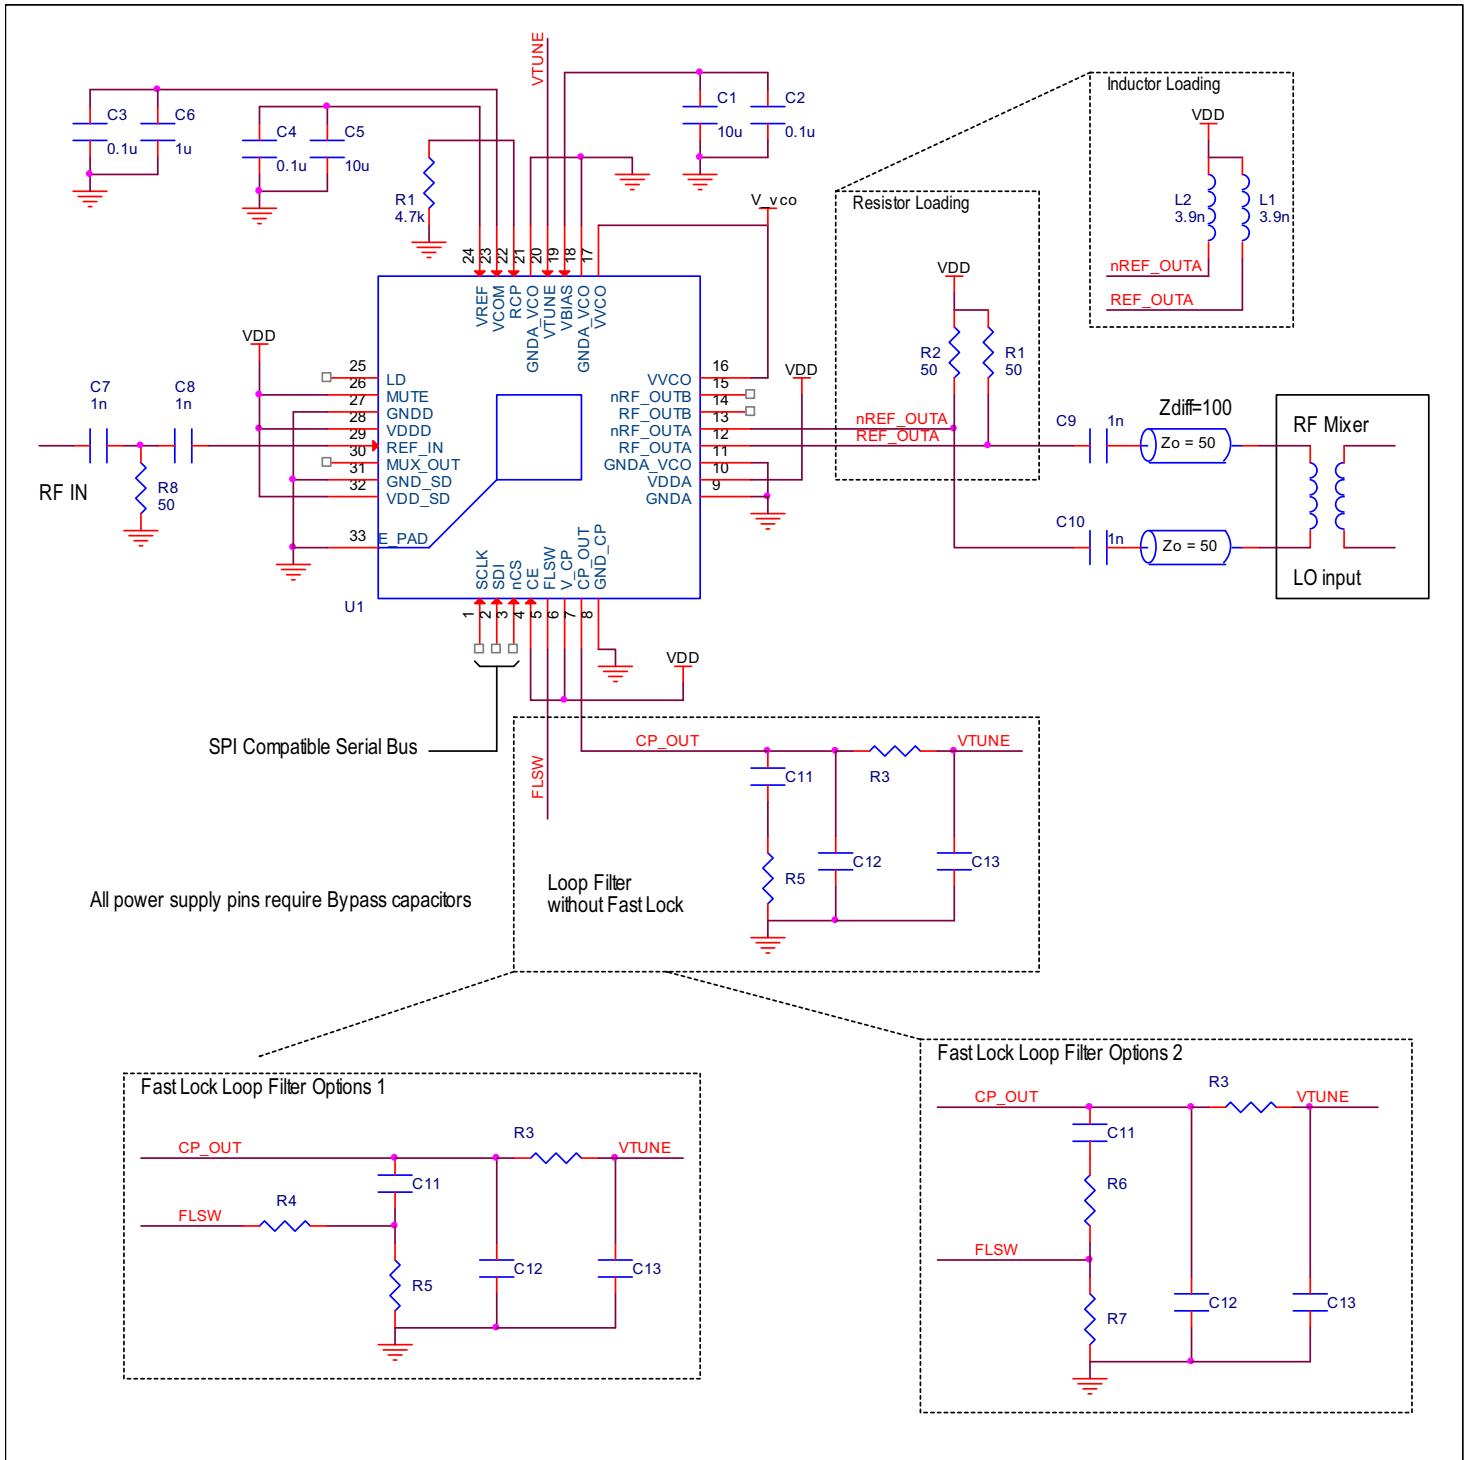 VTUNE
Inductor Loading
VDD
L2
3.9n
L1
3.9n
nREF_OUTA
REF_OUTA
C3
0.1u
C6
1u
C4
0.1u
C5
10u
C1
10u
C2
0.1u
R1
4.7k
V_vco
Resistor Loading
VDD
R2
50
R1
50
24
23
22
21
20
19
18
17
VREF
VCOM
RCP
GNDA_VCO
VTUNE
VBIAS
GNDA_VCO
VVCO
VDD
25
26
27
28
29
30
31
32
33
LD
MUTE
GNDD
VDDD
REF_IN
MUX_OUT
GND_SD
VDD_SD
E_PAD
C7
1n
C8
1n
RF IN
R8
50
VVCO
nRF_OUTB
RF_OUTB
nRF_OUTA
RF_OUTA
GNDA_VCO
VDDA
GNDA
16
15
14
13
12
11
10
9
VDD
nREF_OUTA
REF_OUTA
C9
1n
Zdiff=100
Zo = 50
RF Mixer
C10
1n
Zo = 50
LO input
SCLK
SDI
nCS
CE
FLSW
V_CP
CP_OUT
GND_CP
1
2
3
4
5
6
7
8
U1
VDD
SPI Compatible Serial Bus
FLSW
CP_OUT
VTUNE
C11
R3
R5
C12
C13
Loop Filter
without Fast Lock
All power supply pins require Bypass capacitors
Fast Lock Loop Filter Options 1
CP_OUT
R3
VTUNE
C11
R4
FLSW
R5
C12
C13
Fast Lock Loop Filter Options 2
CP_OUT
R3
VTUNE
C11
R6
FLSW
R7
C12
C13